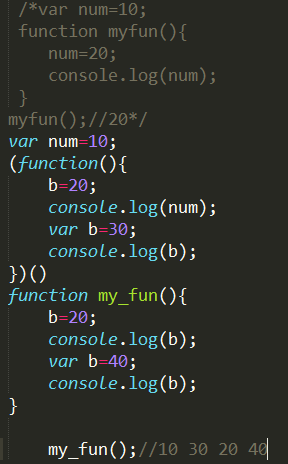 /*var num=10;
function myfun(){
num=20;
console.log(num);
}
myfun();//20*/
var num=10;
(function(){
b=20;
console.log(num);
var b=30;
console.log(b);
})()
function my_fun(){
b=20;
console.log(b);
var b=40;
console.log(b);
}
my_fun();//10 30 20 40